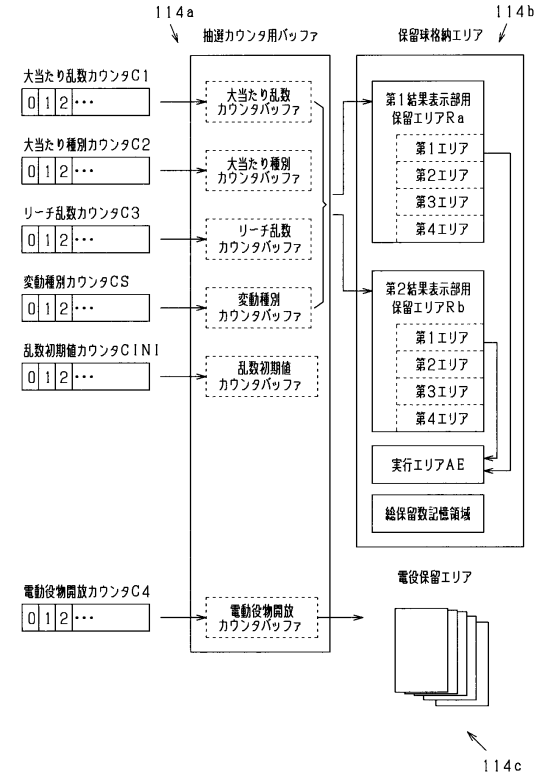 114a
114b
抽選カウンタ用バッファ
保留球格納エリア
大当たり乱数カウンタC1
0 1 2 ･･･
大当たり乱数
カウンタバッファ
大当たり種別カウンタC2
0 1 2 ･･･
大当たり種別
カウンタバッファ
リーチ乱数カウンタC3
0 1 2 ･･･
リーチ乱数
カウンタバッファ
変動種別カウンタCS
0 1 2 ･･･
変動種別
カウンタバッファ
乱数初期値カウンタCINI
0 1 2 ･･･
乱数初期値
カウンタバッファ
電動役物開放カウンタC4
0 1 2 ･･･
電動役物開放
カウンタバッファ
第1結果表示部用
保留エリアRa
第1エリア
第2エリア
第3エリア
第4エリア
第2結果表示部用
保留エリアRb
第1エリア
第2エリア
第3エリア
第4エリア
実行エリアAE
総保留数記憶領域
電役保留エリア
114c